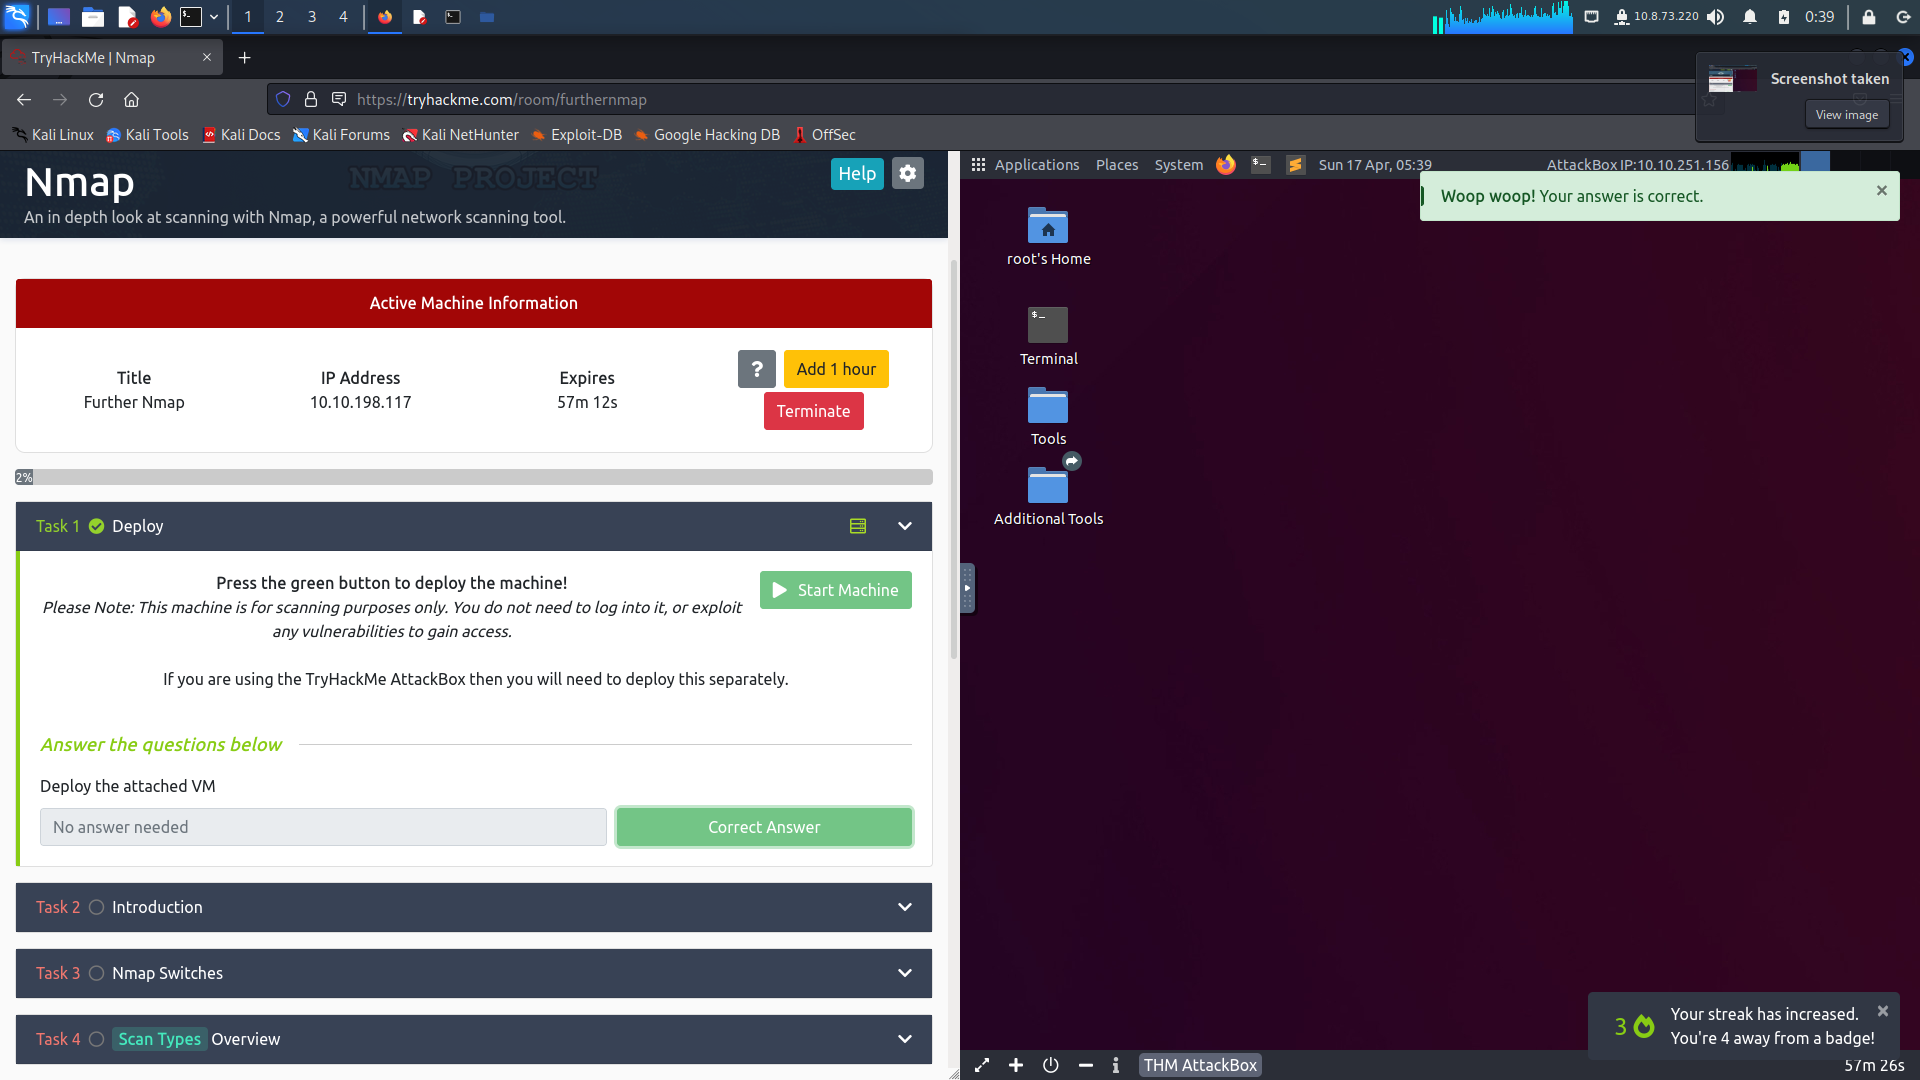 1
2
3
4
10.8.73.220
0:39
TryHackMe | Nmap
https://tryhackme.com/room/furthernmap
Screenshot taken
View image
Kali Linux
Kali Tools
Kali Docs
Kali Forums
Kali NetHunter
Exploit-DB
Google Hacking DB
OffSec
Nmap
NMAP PROJECT
Help
An in depth look at scanning with Nmap, a powerful network scanning tool.
Active Machine Information
Title
IP Address
Expires
Further Nmap
10.10.198.117
57m 12s
?
Add 1 hour
Terminate
2%
Task 1
Deploy
Press the green button to deploy the machine!
Start Machine
Please Note: This machine is for scanning purposes only. You do not need to log into it, or exploit
any vulnerabilities to gain access.
If you are using the TryHackMe AttackBox then you will need to deploy this separately.
Answer the questions below
Deploy the attached VM
No answer needed
Correct Answer
Task 2
Introduction
Task 3
Nmap Switches
Task 4
Scan Types Overview
Applications
Places
System
Sun 17 Apr, 05:39
AttackBox IP:10.10.251.156
Woop woop! Your answer is correct.
root's Home
Terminal
Tools
Additional Tools
3
Your streak has increased.
You're 4 away from a badge!
THM AttackBox
57m 26s